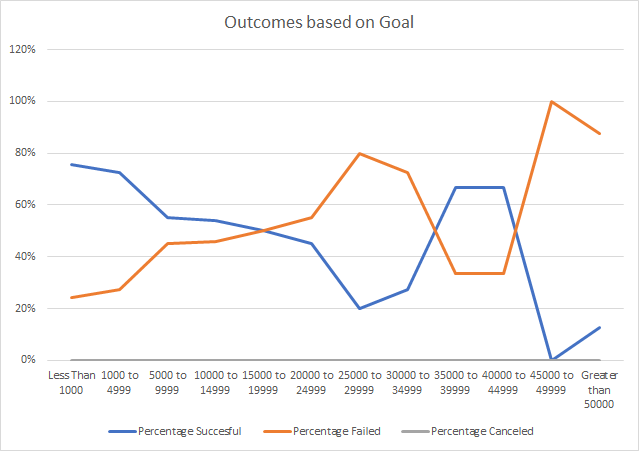 Outcomes based on Goal
120%
100%
80%
60%
40%
20%
0%
Less Than 1000 to 5000 to 10000 to 15000 to 20000 to 25000 to 30000 to 35000 to 40000 to 45000 to Greater
1000 4999 9999 14999 19999 24999 29999 34999 39999 44999 49999 than
50000
Percentage Succesful Percentage Failed Percentage Canceled